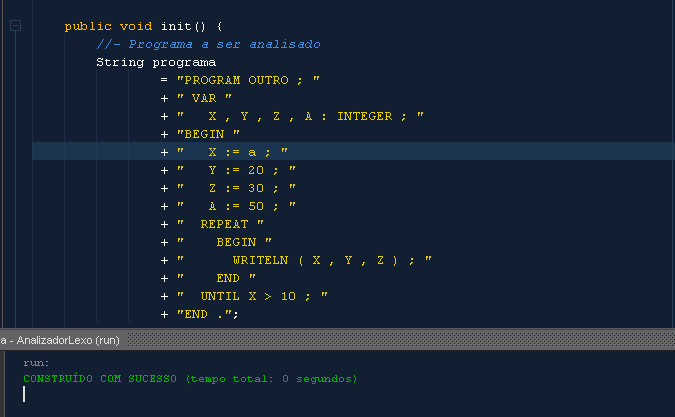 public void init() {
//- Programa a ser analisado
String programa
= "PROGRAM OUTRO ; "
+ " VAR "
+ "   X , Y , Z , A : INTEGER ; "
+ "BEGIN "
+ "   X := a ; "
+ "   Y := 20 ; "
+ "   Z := 30 ; "
+ "   A := 50 ; "
+ "  REPEAT "
+ "    BEGIN "
+ "      WRITELN ( X , Y , Z ) ; "
+ "    END "
+ "  UNTIL X > 10 ; "
+ "END .";
a - AnalizadorLexo (run)
run:
CONSTRUÍDO COM SUCESSO (tempo total: 0 segundos)